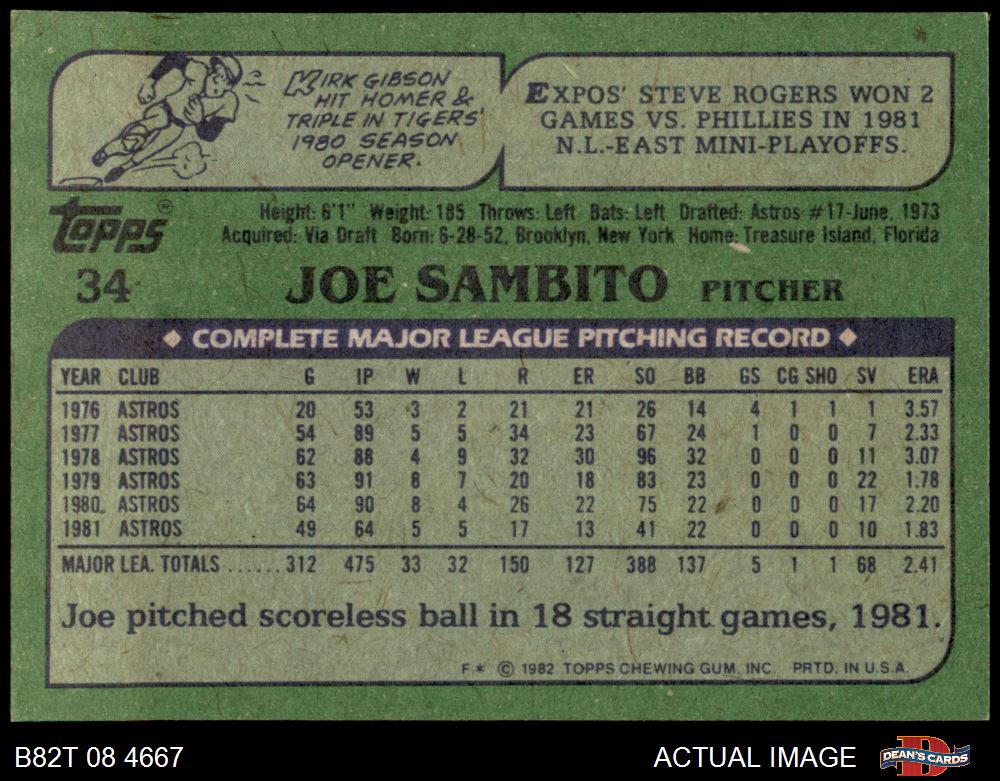 KIRK GIBSON
HIT HOMER &
TRIPLE IN TIGERS'
1980 SEASON
OPENER.
EXPOS' STEVE ROGERS WON 2
GAMES VS. PHILLIES IN 1981
N.L.-EAST MINI-PLAYOFFS.
Topps®
Height: 6'1" Weight: 185 Throws: Left Bats: Left Drafted: Astros #17-June, 1973
Acquired: Via Draft Born: 6-28-52, Brooklyn, New York Home: Treasure Island, Florida
34 JOE SAMBITO PITCHER
◆ COMPLETE MAJOR LEAGUE PITCHING RECORD ◆
YEAR CLUB G IP W L R ER SO BB GS CG SHO SV ERA
1976 ASTROS 20 53 3 2 21 21 26 14 4 1 1 1 3.57
1977 ASTROS 54 89 5 5 34 23 67 24 1 0 0 7 2.33
1978 ASTROS 62 88 4 9 32 30 96 32 0 0 0 11 3.07
1979 ASTROS 63 91 8 7 20 18 83 23 0 0 0 22 1.78
1980 ASTROS 64 90 8 4 26 22 75 22 0 0 0 17 2.20
1981 ASTROS 49 64 5 5 17 13 41 22 0 0 0 10 1.83
MAJOR LEA. TOTALS ......312 475 33 32 150 127 388 137 5 1 1 68 2.41
Joe pitched scoreless ball in 18 straight games, 1981.
F* © 1982 TOPPS CHEWING GUM, INC. PRTD. IN U.S.A.
B82T 08 4667
ACTUAL IMAGE
DEAN'S CARDS